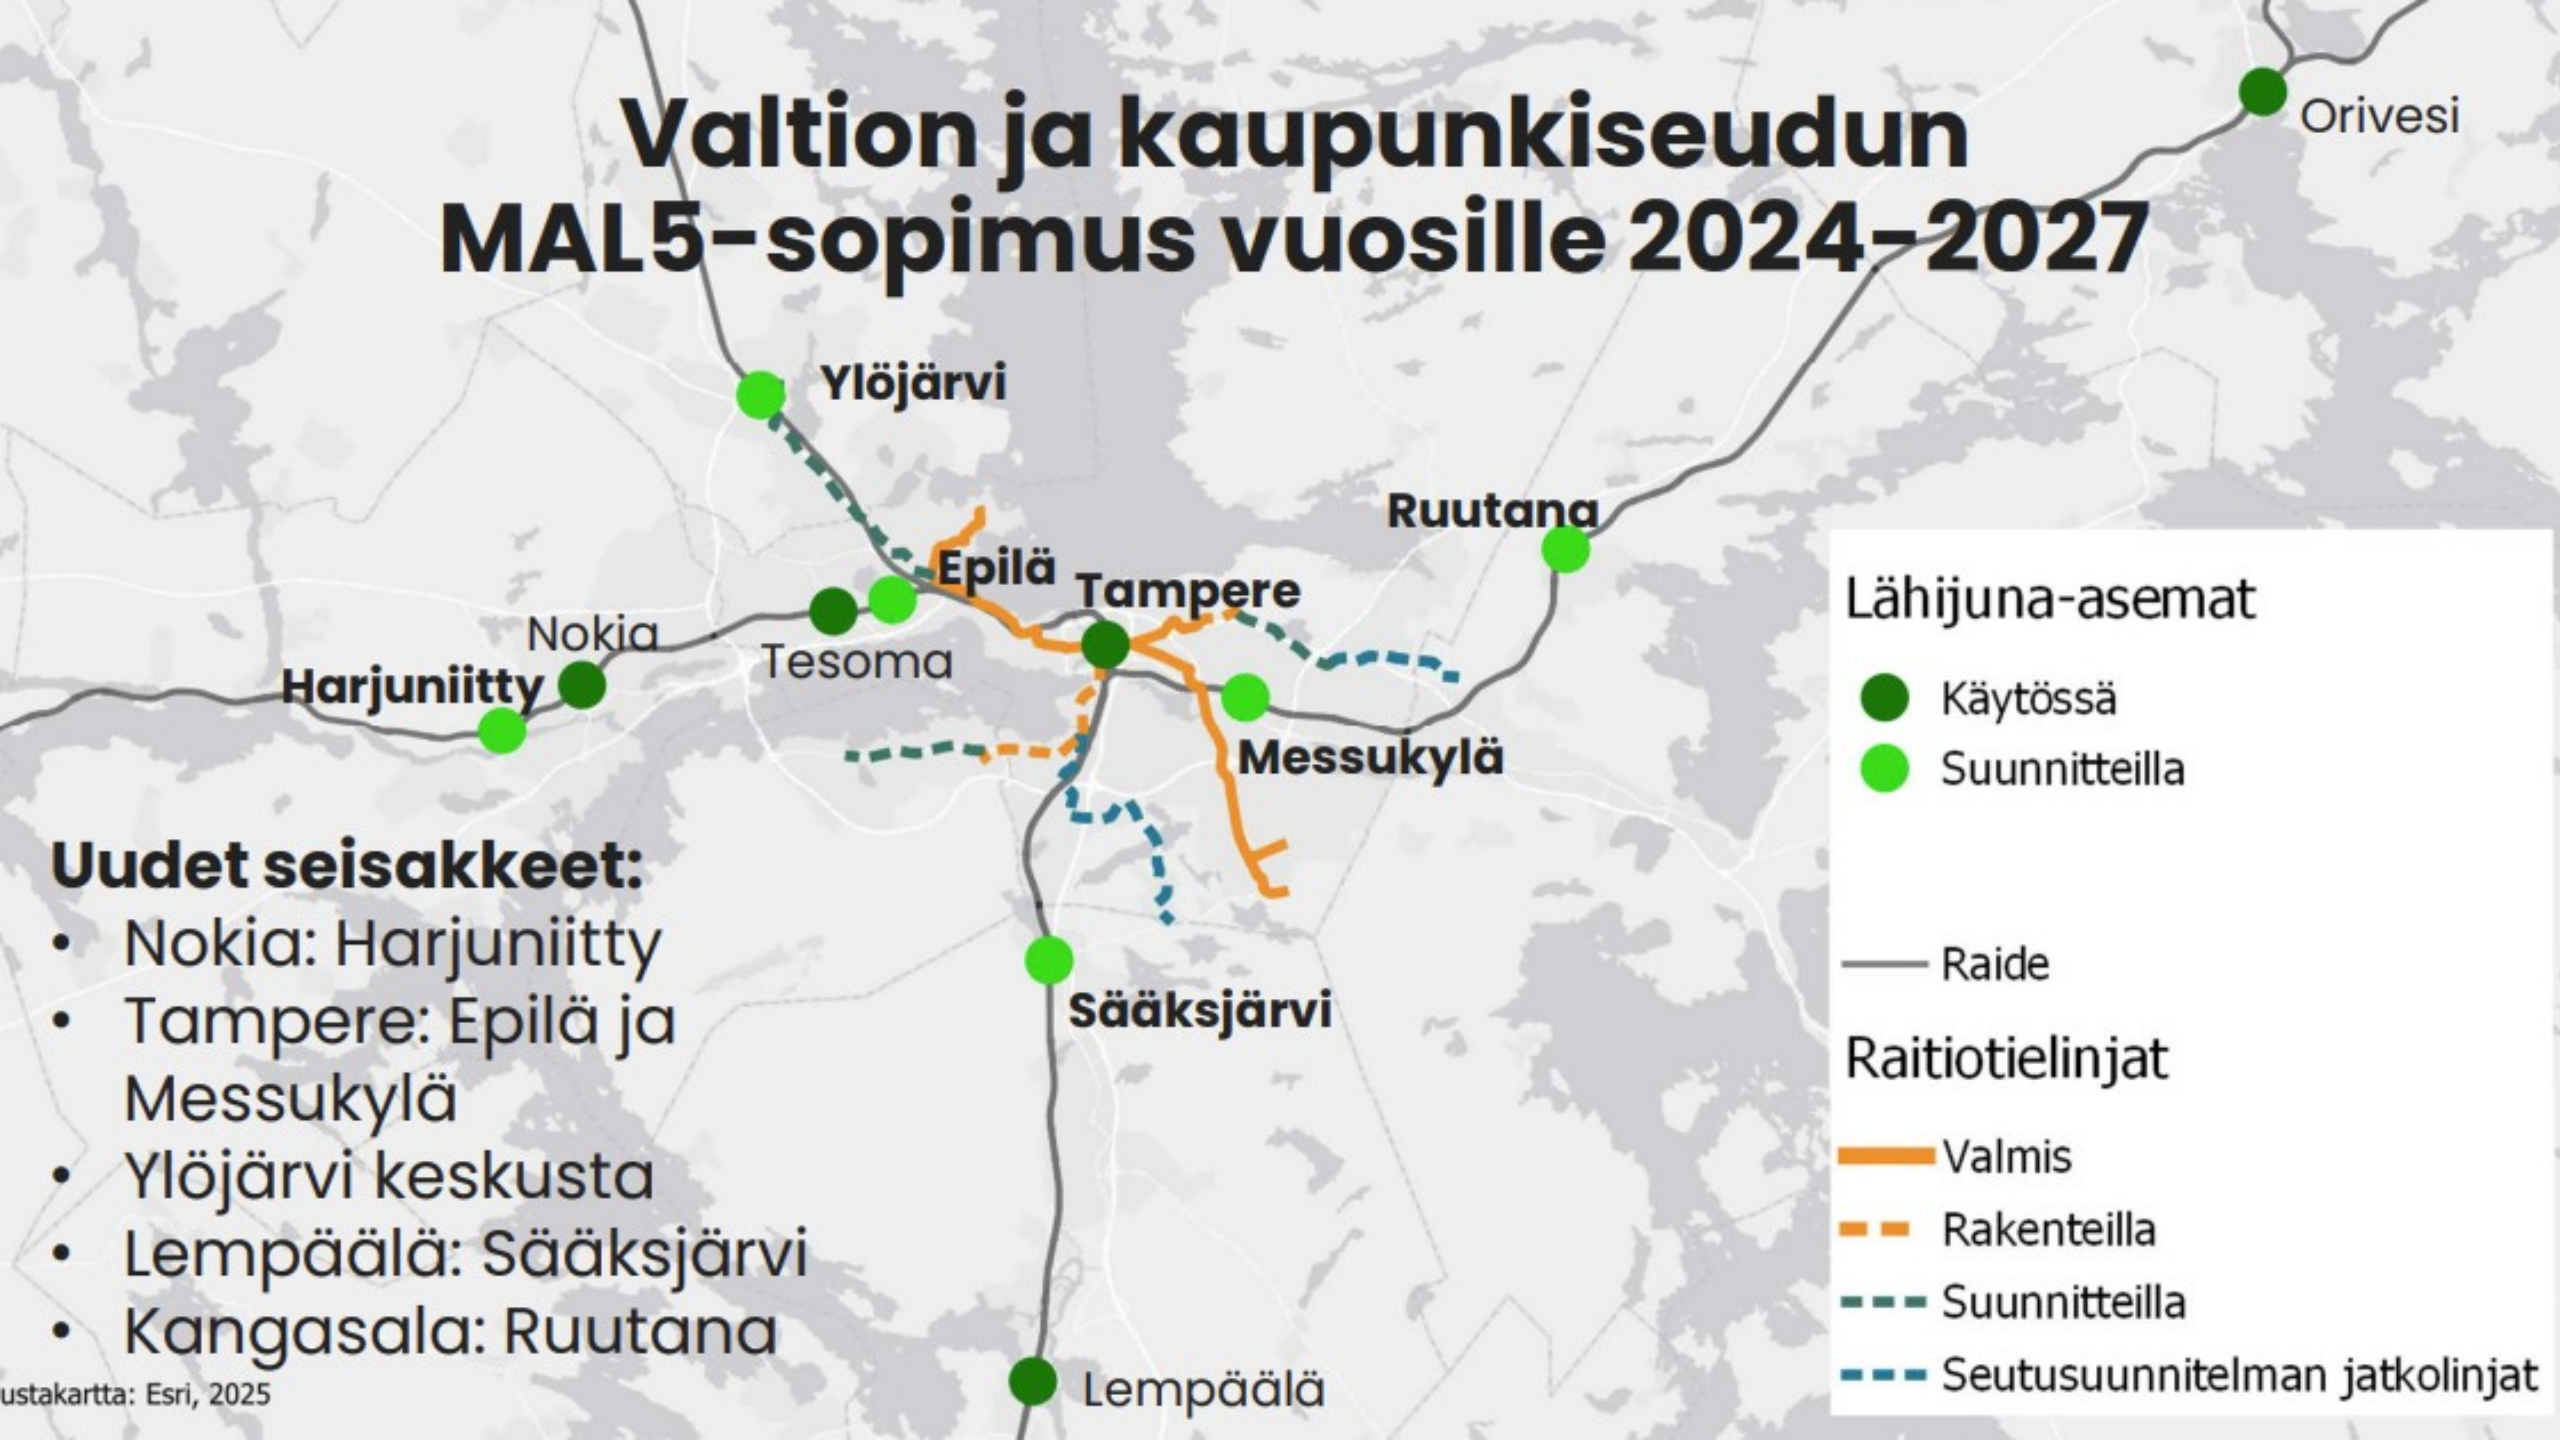 Valtion ja kaupunkiseudun
MAL5-sopimus vuosille 2024-2027
Orivesi
Ylöjärvi
Ruutana
Epilä
Tampere
Nokia
Tesoma
Harjuniitty
Messukylä
Sääksjärvi
Lempäälä
Uudet seisakkeet:
• Nokia: Harjuniitty
• Tampere: Epilä ja
Messukylä
• Ylöjärvi keskusta
• Lempäälä: Sääksjärvi
• Kangasala: Ruutana
ustakartta: Esri, 2025
Lähijuna-asemat
Käytössä
Suunnitteilla
Raide
Raitiotielinjat
Valmis
Rakenteilla
Suunnitteilla
Seutusuunnitelman jatkolinjat